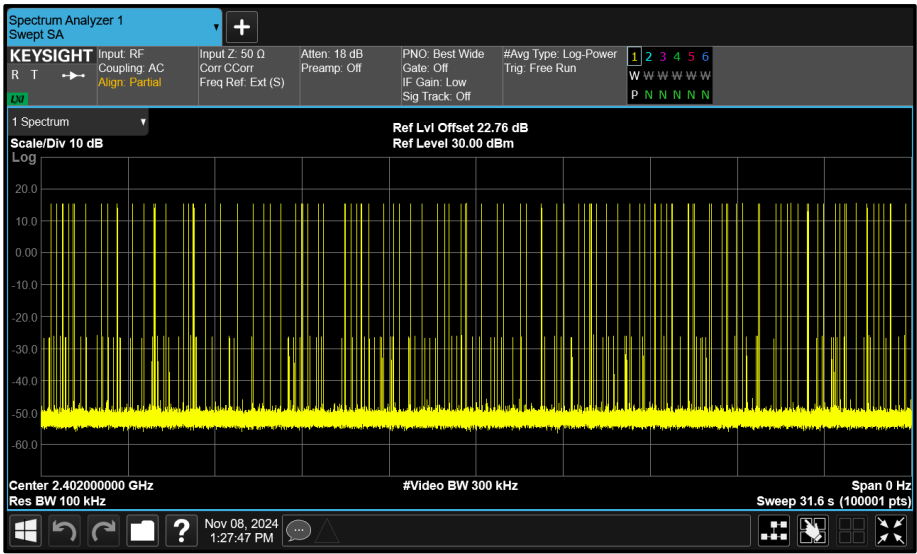 Spectrum Analyzer 1
Swept SA
+
KEYSIGHT
R T
LXI
Input: RF
Coupling: AC
Align: Partial
Input Z: 50 Ω
Corr CCorr
Freq Ref: Ext (S)
Atten: 18 dB
Preamp: Off
PNO: Best Wide
Gate: Off
IF Gain: Low
Sig Track: Off
#Avg Type: Log-Power
Trig: Free Run
1 2 3 4 5 6
W W W W W W
P N N N N N
1 Spectrum
Scale/Div 10 dB
Ref Lvl Offset 22.76 dB
Ref Level 30.00 dBm
Log
20.0
10.0
0.00
-10.0
-20.0
-30.0
-40.0
-50.0
-60.0
Center 2.402000000 GHz
#Video BW 300 kHz
Span 0 Hz
Res BW 100 kHz
Sweep 31.6 s (100001 pts)
?
Nov 08, 2024
1:27:47 PM